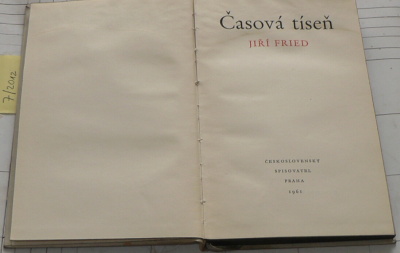 7/2012
Časová tíseň
JIŘÍ FRIED
ČESKOSLOVENSKÝ
SPISOVATEL
PRAHA
1961